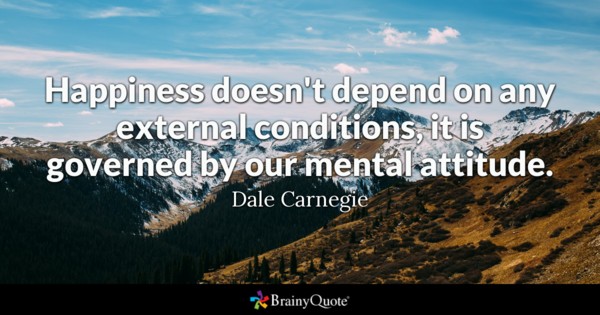 Happiness doesn't depend on any
external conditions, it is
governed by our mental attitude.
Dale Carnegie
BrainyQuote®